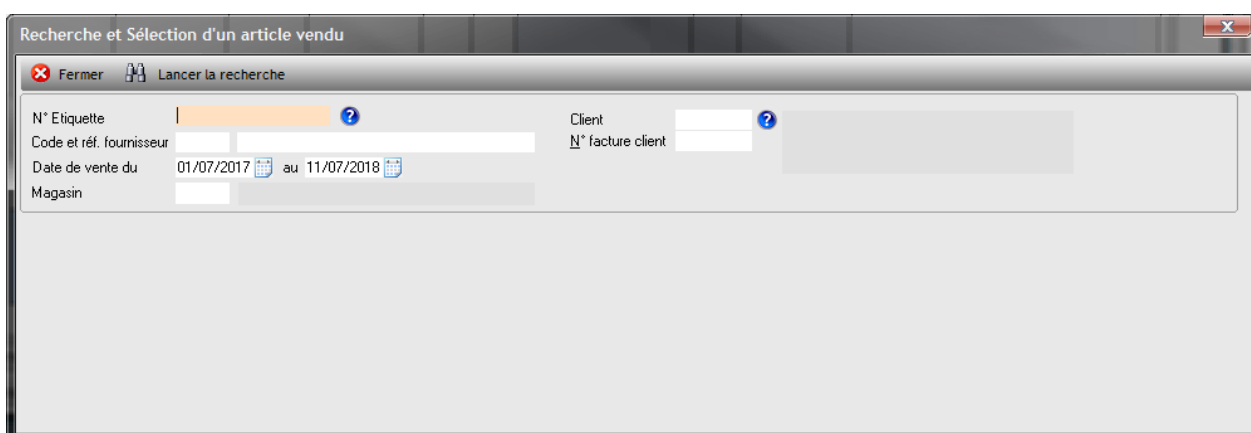 Recherche et Sélection d'un article vendu
X
Fermer Lancer la recherche
N° Etiquette ? Client ?
Code et réf. fournisseur N° facture client
Date de vente du 01/07/2017 au 11/07/2018
Magasin